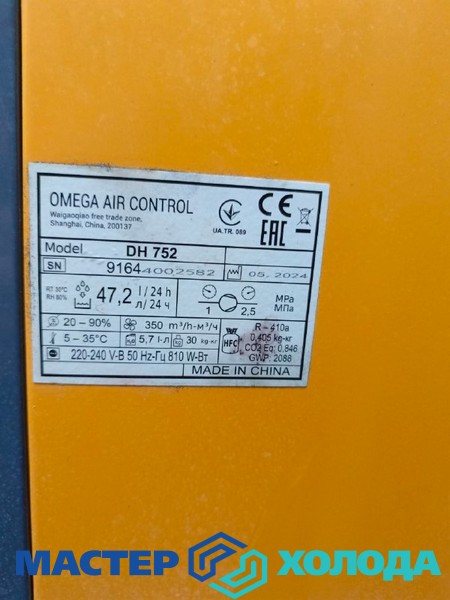 OMEGA AIR CONTROL
Waigaoqiao free trade zone,
Shanghai, China, 200137
UA.TR. 089
CE
EAC
Model DH 752
SN 91644002582 05.2024
RT 30°C
RH 80%
47,2 l / 24 h
л / 24 ч
1 2,5 MPa
МПа
20 – 90% 350 m³/h-м³/ч
5 – 35°C 5,7 l-л 30 kg-кг
HFC
R – 410a
0,405 kg-кг
CO2 Eq: 0,846
GWP: 2088
220-240 V-В 50 Hz-Гц 810 W-Вт
MADE IN CHINA
МАСТЕР ХОЛОДА